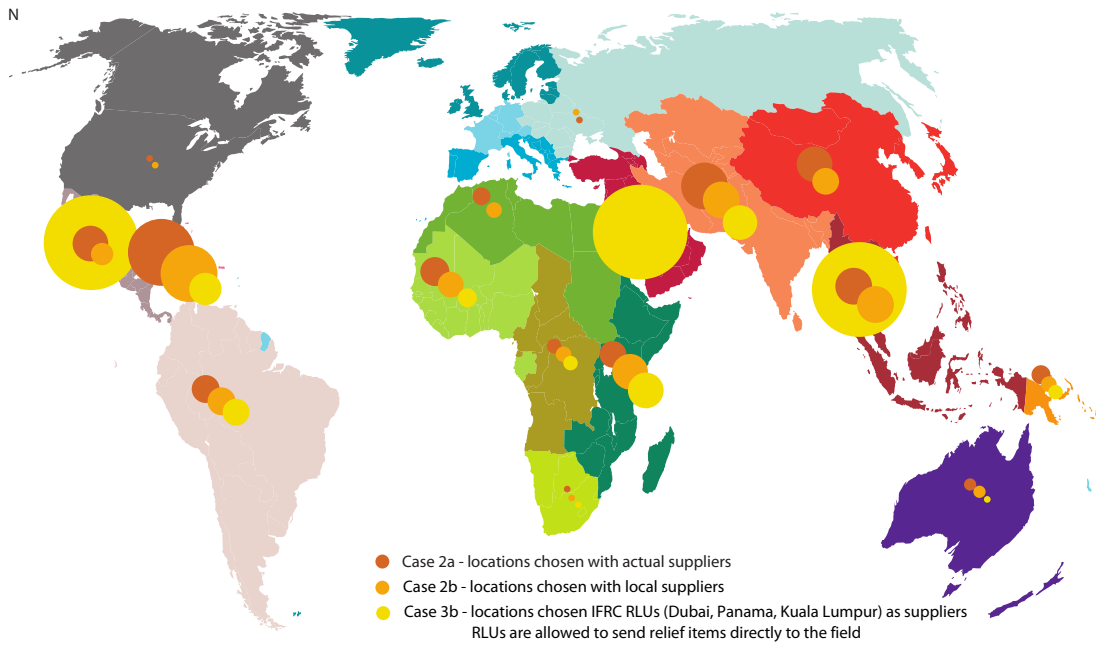 N
Case 2a - locations chosen with actual suppliers
Case 2b - locations chosen with local suppliers
Case 3b - locations chosen IFRC RLUs (Dubai, Panama, Kuala Lumpur) as suppliers
RLUs are allowed to send relief items directly to the field